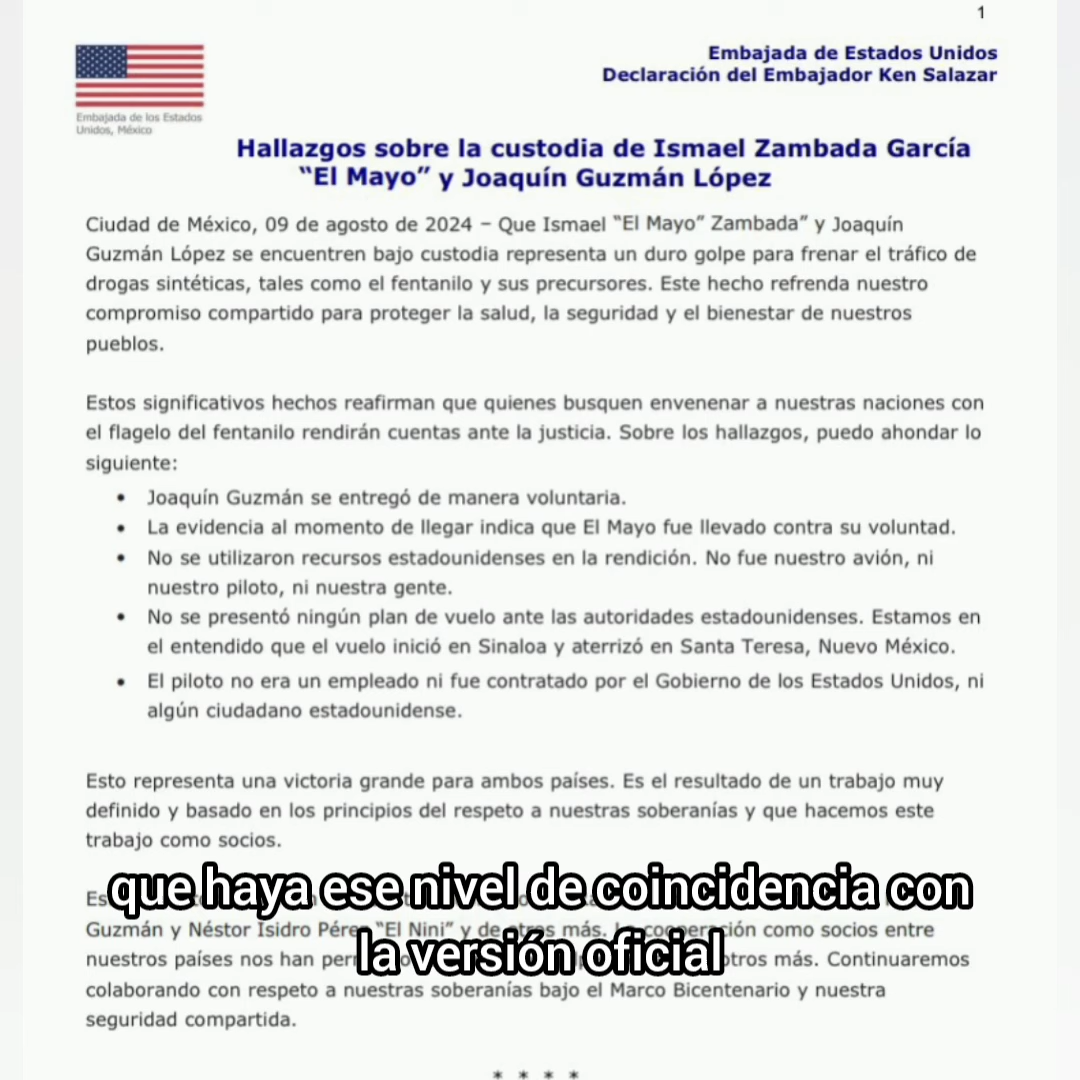 1
Embajada de Estados Unidos
Declaración del Embajador Ken Salazar
Embajada de los Estados
Unidos, México
Hallazgos sobre la custodia de Ismael Zambada García
“El Mayo” y Joaquín Guzmán López
Ciudad de México, 09 de agosto de 2024 – Que Ismael “El Mayo” Zambada” y Joaquín
Guzmán López se encuentren bajo custodia representa un duro golpe para frenar el tráfico de
drogas sintéticas, tales como el fentanilo y sus precursores. Este hecho refrenda nuestro
compromiso compartido para proteger la salud, la seguridad y el bienestar de nuestros
pueblos.
Estos significativos hechos reafirman que quienes busquen envenenar a nuestras naciones con
el flagelo del fentanilo rendirán cuentas ante la justicia. Sobre los hallazgos, puedo ahondar lo
siguiente:
• Joaquín Guzmán se entregó de manera voluntaria.
• La evidencia al momento de llegar indica que El Mayo fue llevado contra su voluntad.
• No se utilizaron recursos estadounidenses en la rendición. No fue nuestro avión, ni
nuestro piloto, ni nuestra gente.
• No se presentó ningún plan de vuelo ante las autoridades estadounidenses. Estamos en
el entendido que el vuelo inició en Sinaloa y aterrizó en Santa Teresa, Nuevo México.
• El piloto no era un empleado ni fue contratado por el Gobierno de los Estados Unidos, ni
algún ciudadano estadounidense.
Esto representa una victoria grande para ambos países. Es el resultado de un trabajo muy
definido y basado en los principios del respeto a nuestras soberanías y que hacemos este
trabajo como socios.
que haya ese nivel de coincidencia con
Guzmán y Néstor Isidro Pérez “El Nini” y de otros más. La cooperación como socios entre
la versión oficial
nuestros países nos han otros más. Continuaremos
colaborando con respeto a nuestras soberanías bajo el Marco Bicentenario y nuestra
seguridad compartida.
* * * *